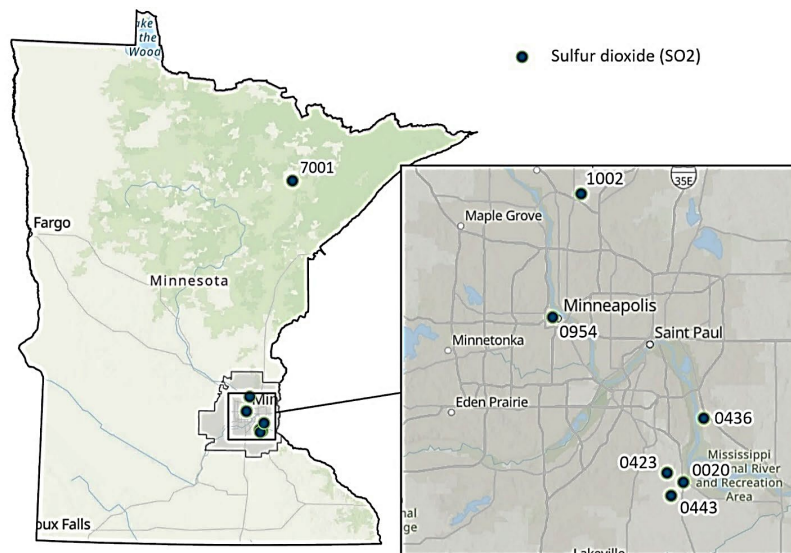 ake
the
Wood
Sulfur dioxide (SO2)
7001
Fargo
Minnesota
Min
oux Falls
1002
35E
Maple Grove
Minneapolis
0954
Saint Paul
Minnetonka
Eden Prairie
0436
0423
0020
Mississippi
nal River
and Recreation
Area
0443
nal
ge
Lakeville